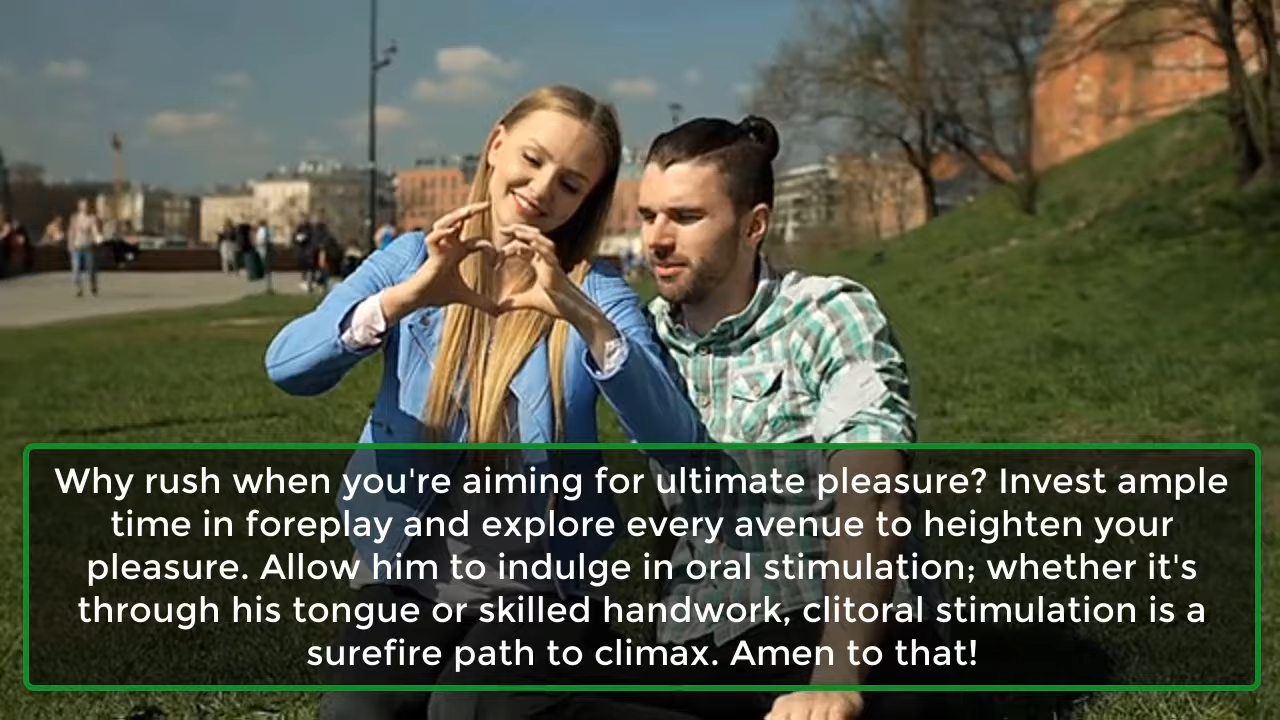 Why rush when you're aiming for ultimate pleasure? Invest ample
time in foreplay and explore every avenue to heighten your
pleasure. Allow him to indulge in oral stimulation; whether it's
through his tongue or skilled handwork, clitoral stimulation is a
surefire path to climax. Amen to that!